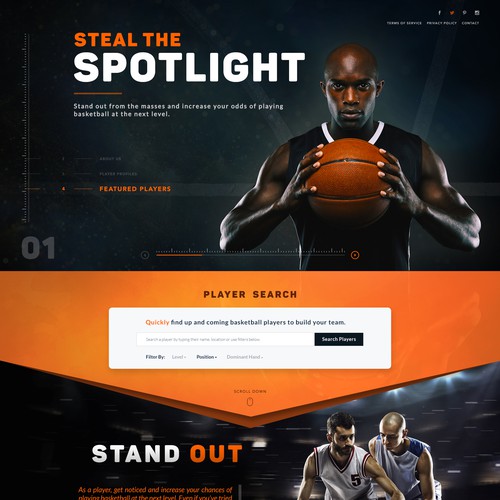 TERMS OF SERVICE PRIVACY POLICY CONTACT
STEAL THE
SPOTLIGHT
Stand out from the masses and increase your odds of playing
basketball at the next level.
ABOUT US
PLAYER PROFILES
4 FEATURED PLAYERS
01
PLAYER SEARCH
Quickly find up and coming basketball players to build your team.
Search a player by typing their name, location or use filters below.
Search Players
Filter By: Level Position Dominant Hand
SCROLL DOWN
STAND OUT
5
As a player, get noticed and increase your chances of
playing basketball at the next level. Even if you've tried